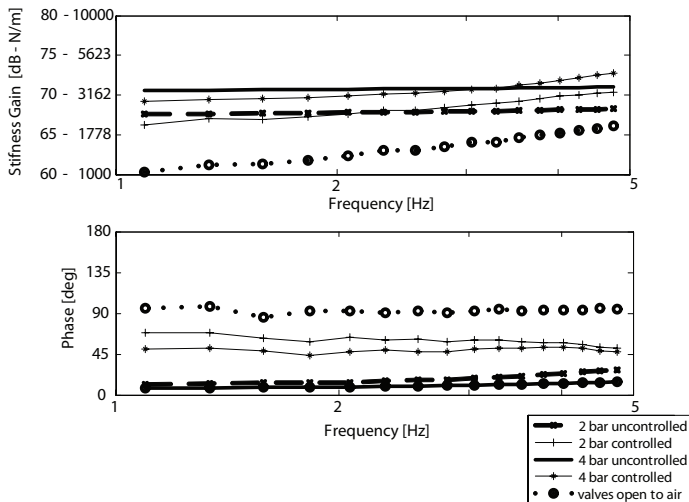 Stifness Gain [dB - N/m]
80 - 10000
75 - 5623
70 - 3162
65 - 1778
60 - 1000
1 2 5
Frequency [Hz]
Phase [deg]
180
135
90
45
0
1 2 5
Frequency [Hz]
2 bar uncontrolled
2 bar controlled
4 bar uncontrolled
4 bar controlled
valves open to air